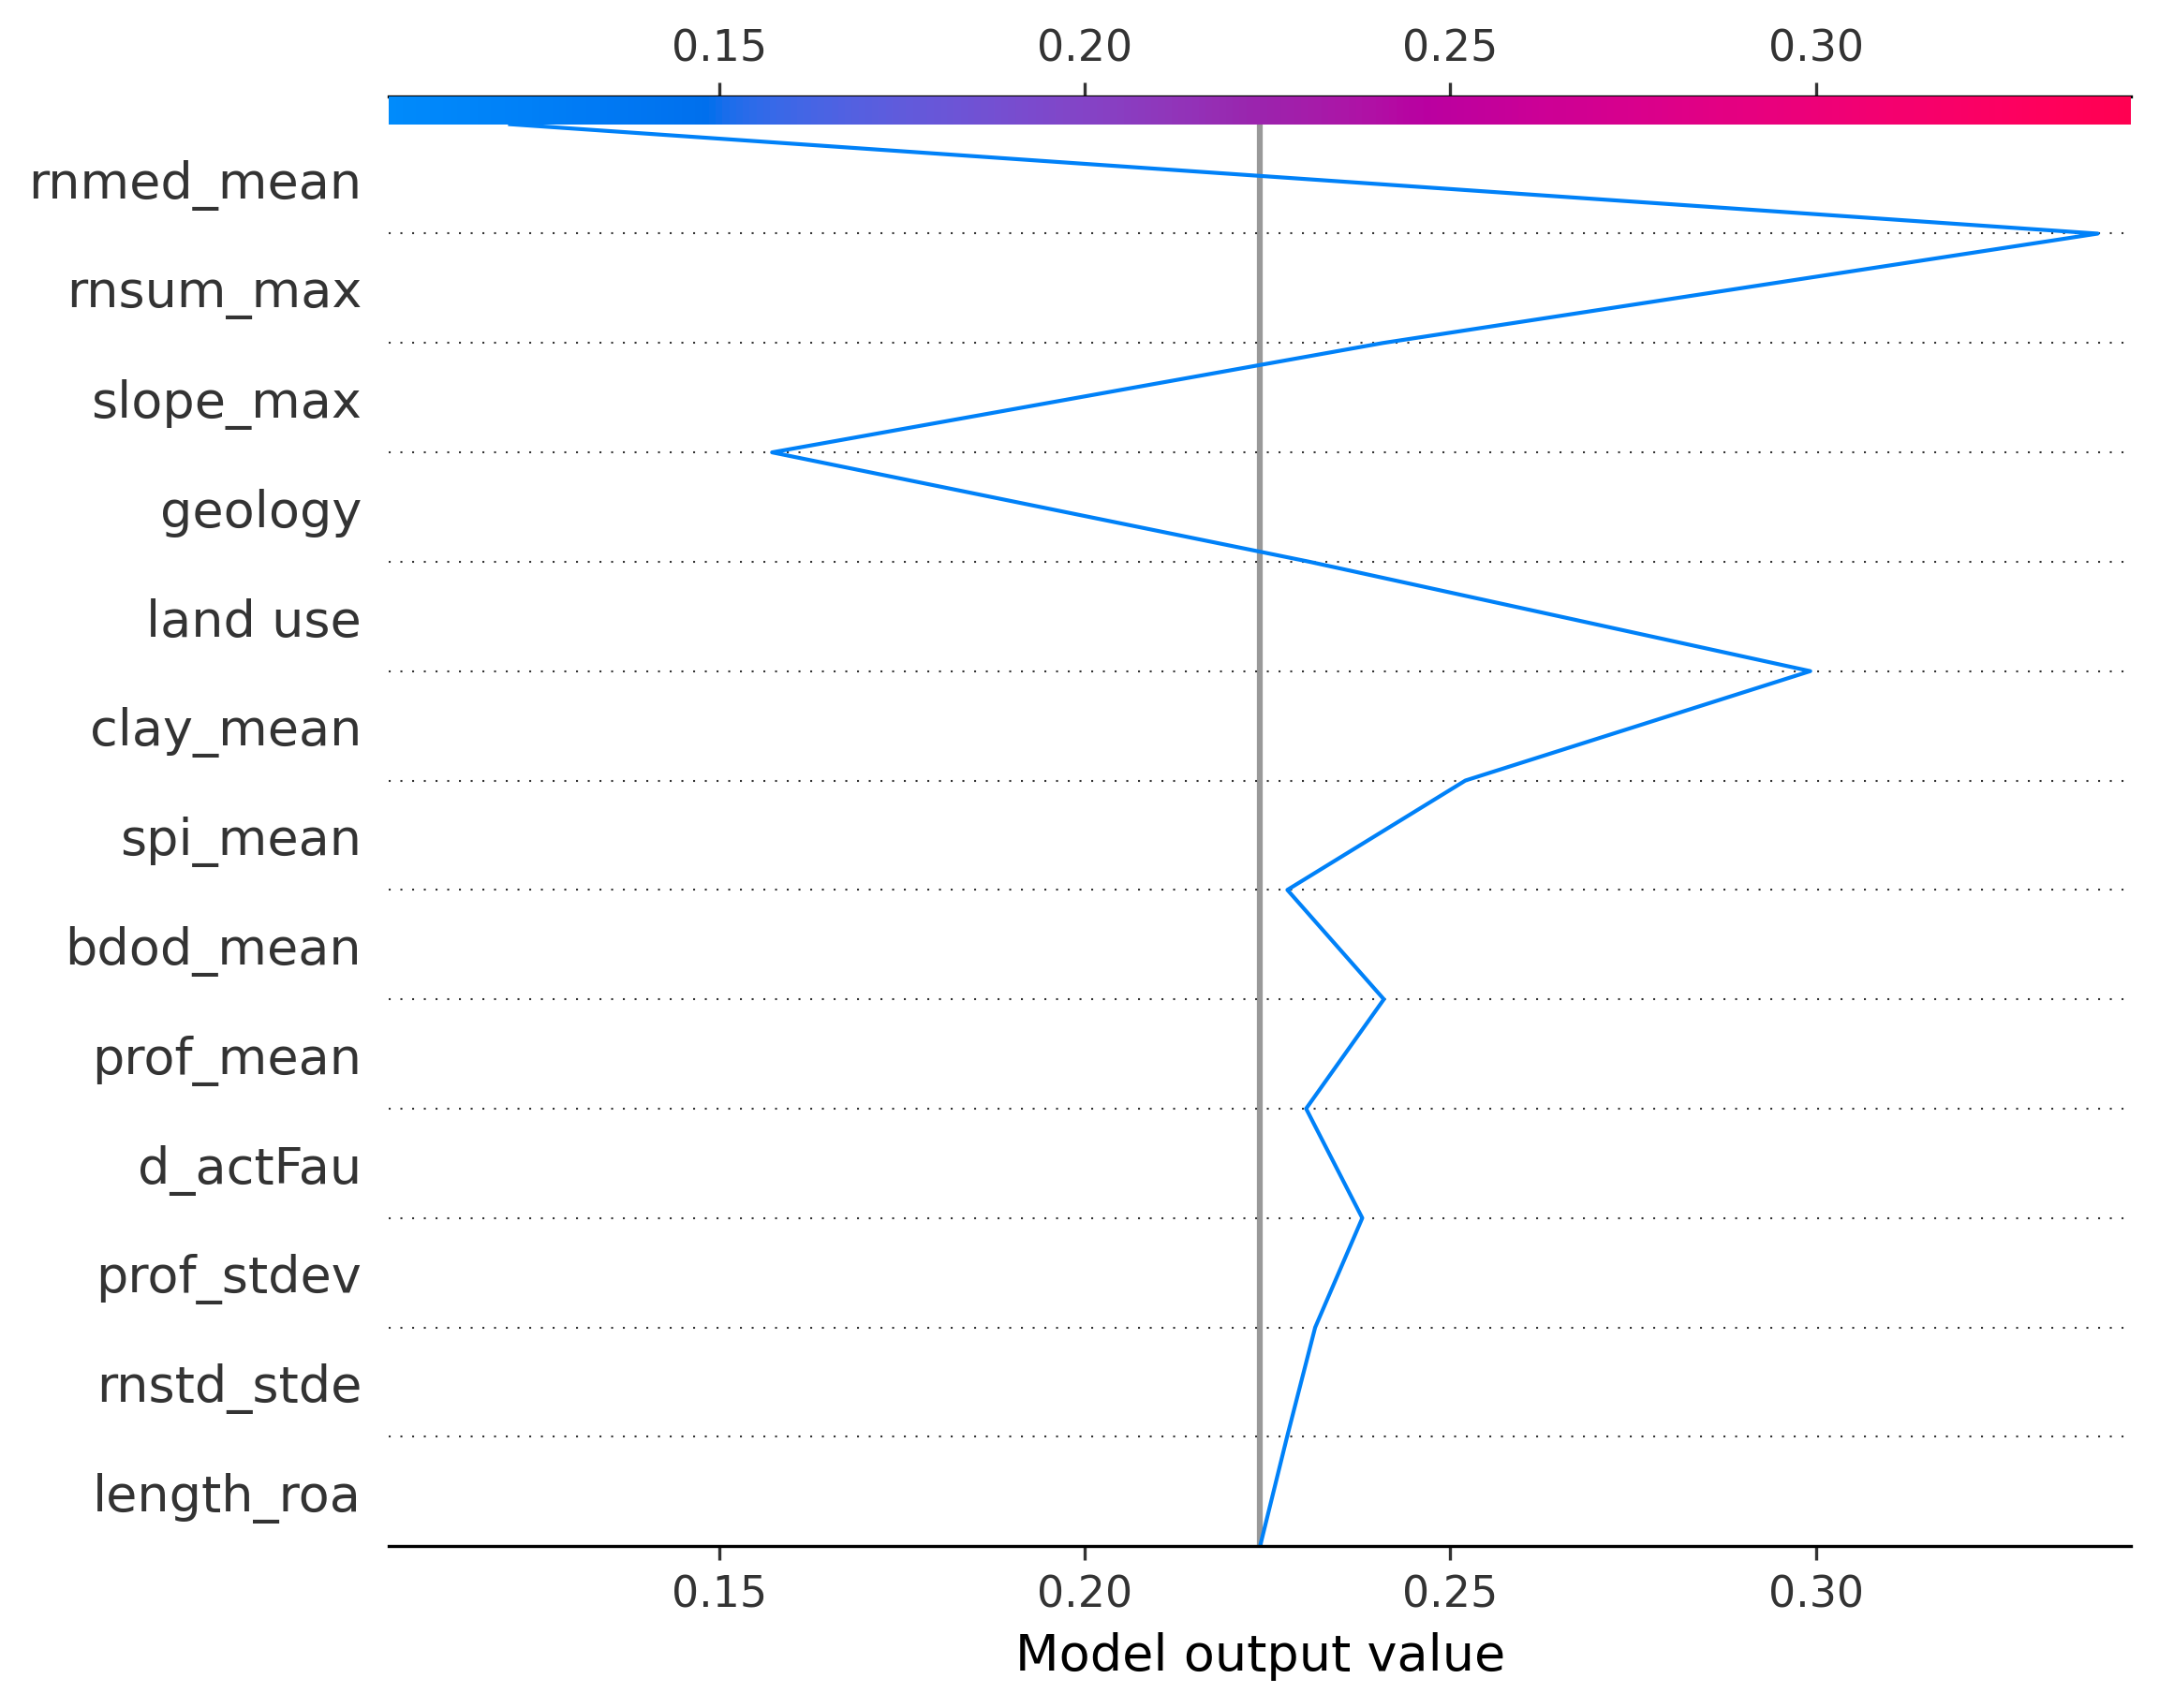 0.15 0.20 0.25 0.30
rnmed_mean
rnsum_max
slope_max
geology
land use
clay_mean
spi_mean
bdod_mean
prof_mean
d_actFau
prof_stdev
rnstd_stde
length_roa
0.15 0.20 0.25 0.30
Model output value